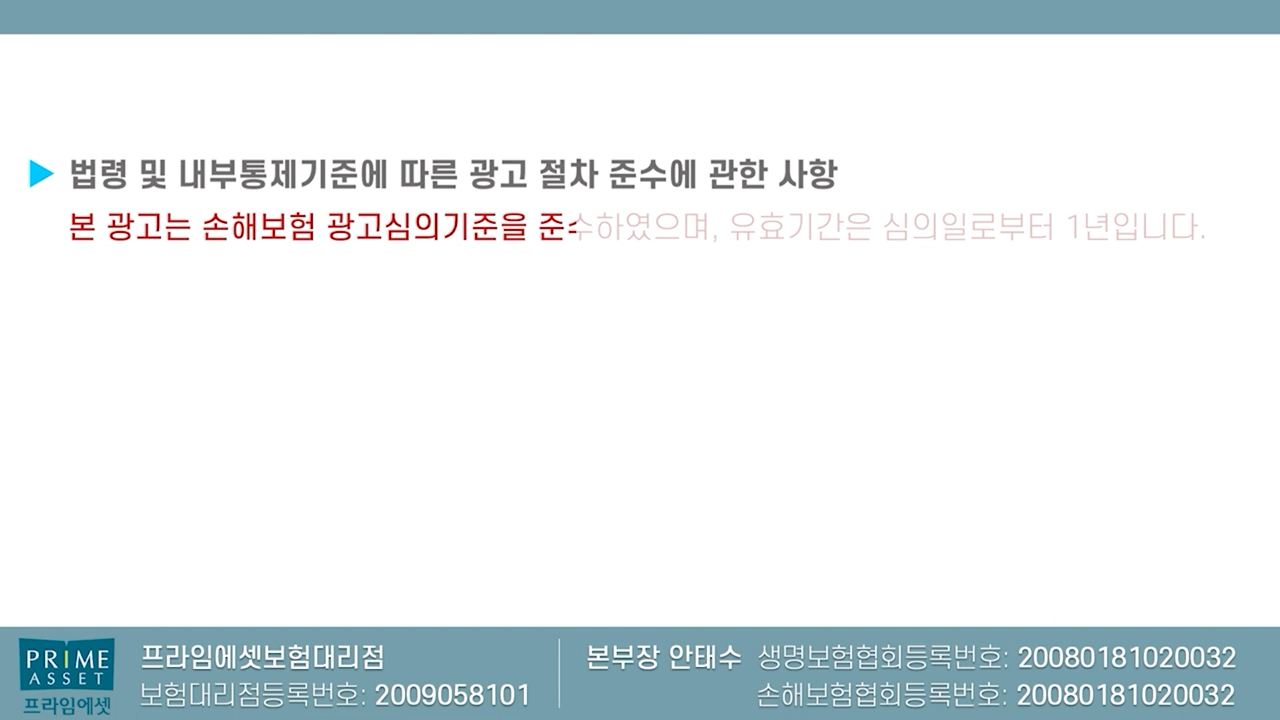 ▶ 법령 및 내부통제기준에 따른 광고 절차 준수에 관한 사항
본 광고는 손해보험 광고심의기준을 준수하였으며, 유효기간은 심의일로부터 1년입니다.
PRIME
ASSET
프라임에셋
프라임에셋보험대리점
보험대리점등록번호: 2009058101
본부장 안태수 생명보험협회등록번호: 20080181020032
손해보험협회등록번호: 20080181020032